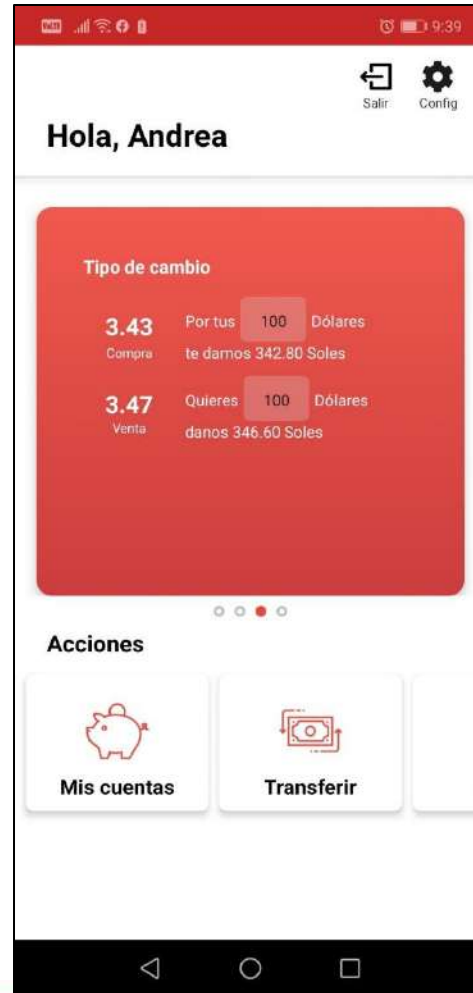 9:39
Salir Config
Hola, Andrea
Tipo de cambio
3.43 Por tus 100 Dólares
Compra te damos 342.80 Soles
3.47 Quieres 100 Dólares
Venta danos 346.60 Soles
Acciones
Mis cuentas Transferir